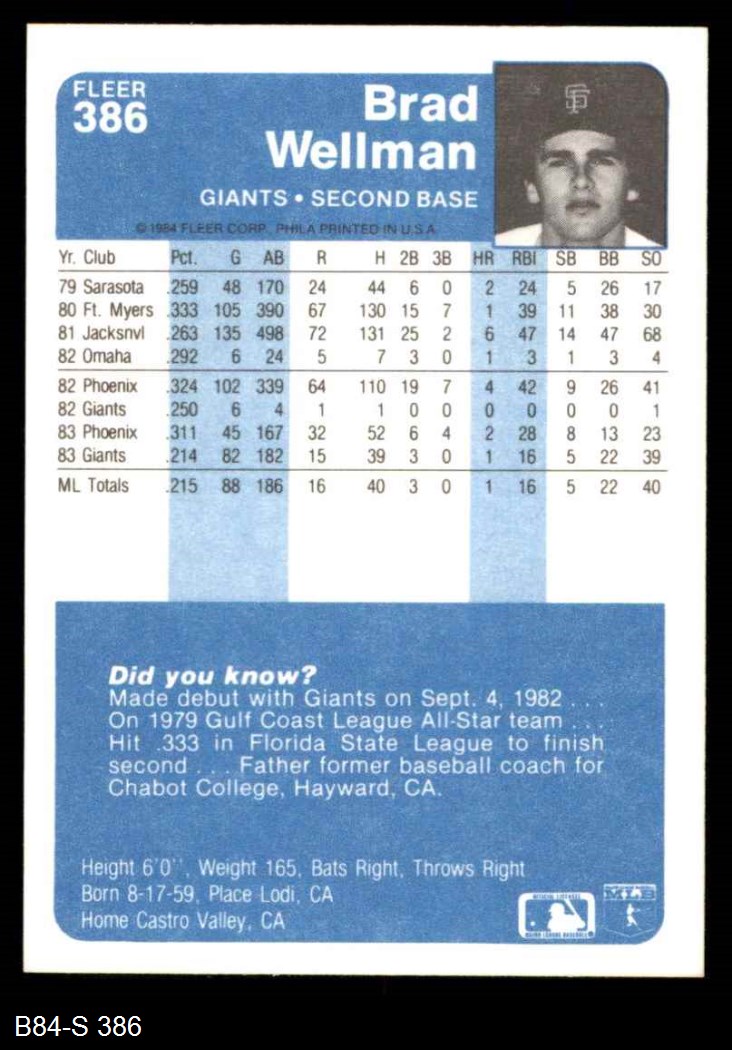 FLEER
386
Brad
Wellman
GIANTS • SECOND BASE
© 1984 FLEER CORP., PHILA PRINTED IN U.S.A.
SF
Yr. Club Pct. G AB R H 2B 3B HR RBI SB BB SO
79 Sarasota .259 48 170 24 44 6 0 2 24 5 26 17
80 Ft. Myers .333 105 390 67 130 15 7 1 39 11 38 30
81 Jacksnvl .263 135 498 72 131 25 2 6 47 14 47 68
82 Omaha .292 6 24 5 7 3 0 1 3 1 3 4
82 Phoenix .324 102 339 64 110 19 7 4 42 9 26 41
82 Giants .250 6 4 1 1 0 0 0 0 0 0 1
83 Phoenix .311 45 167 32 52 6 4 2 28 8 13 23
83 Giants .214 82 182 15 39 3 0 1 16 5 22 39
ML Totals .215 88 186 16 40 3 0 1 16 5 22 40
Did you know?
Made debut with Giants on Sept. 4, 1982 . . .
On 1979 Gulf Coast League All-Star team . . .
Hit .333 in Florida State League to finish
second . . . Father former baseball coach for
Chabot College, Hayward, CA.
Height 6'0'', Weight 165, Bats Right, Throws Right
Born 8-17-59, Place Lodi, CA
Home Castro Valley, CA
B84-S 386